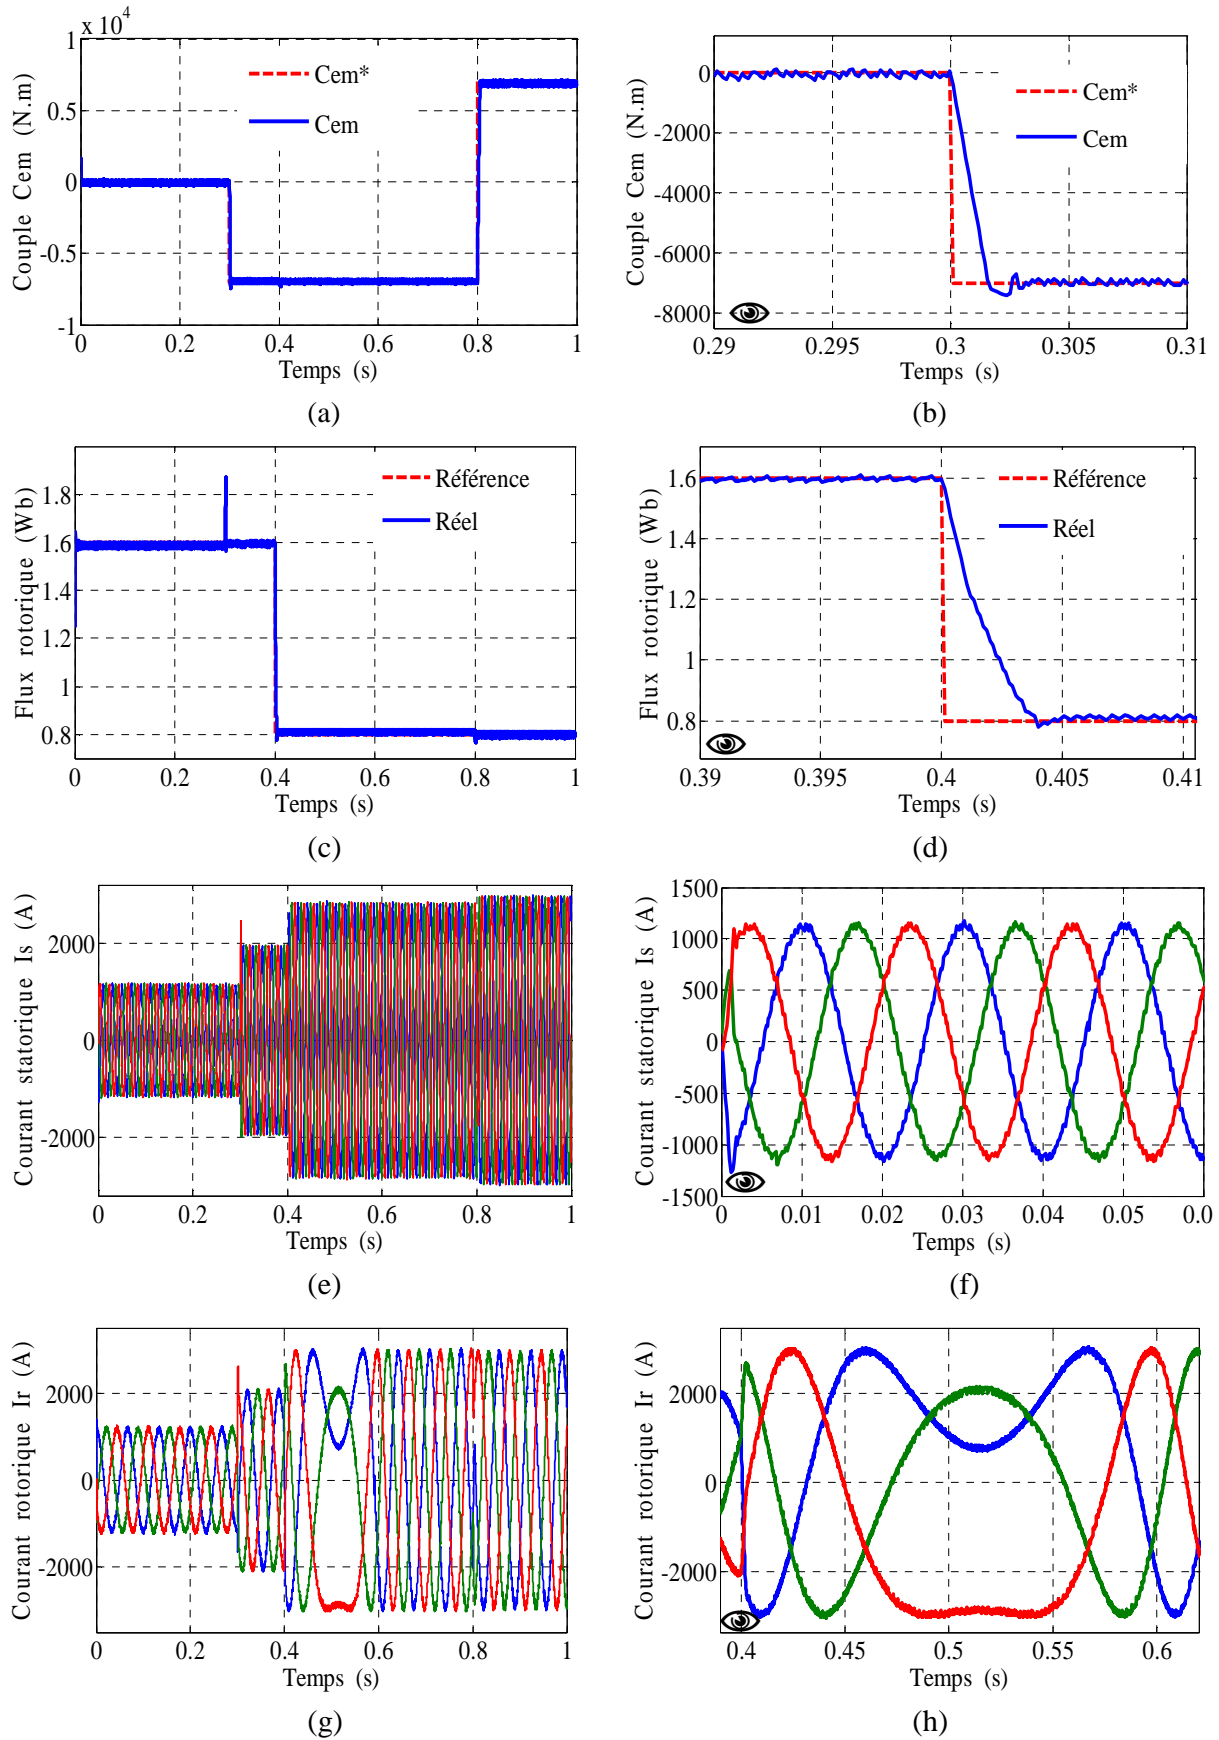 x 10⁴
1
0.5
0
-0.5
-1
Couple Cem (N.m)
Cem*
Cem
0 0.2 0.4 0.6 0.8 1
Temps (s)
(a)
0
-2000
-4000
-6000
-8000
Couple Cem (N.m)
Cem*
Cem
0.29 0.295 0.3 0.305 0.31
Temps (s)
(b)
1.8
1.6
1.4
1.2
1
0.8
Flux rotorique (Wb)
Référence
Réel
0 0.2 0.4 0.6 0.8 1
Temps (s)
(c)
1.6
1.4
1.2
1
0.8
Flux rotorique (Wb)
Référence
Réel
0.39 0.395 0.4 0.405 0.41
Temps (s)
(d)
2000
0
-2000
Courant statorique Is (A)
0 0.2 0.4 0.6 0.8 1
Temps (s)
(e)
1500
1000
500
0
-500
-1000
-1500
Courant statorique Is (A)
0 0.01 0.02 0.03 0.04 0.05 0.0
Temps (s)
(f)
2000
0
-2000
Courant rotorique Ir (A)
0 0.2 0.4 0.6 0.8 1
Temps (s)
(g)
2000
0
-2000
Courant rotorique Ir (A)
0.4 0.45 0.5 0.55 0.6
Temps (s)
(h)